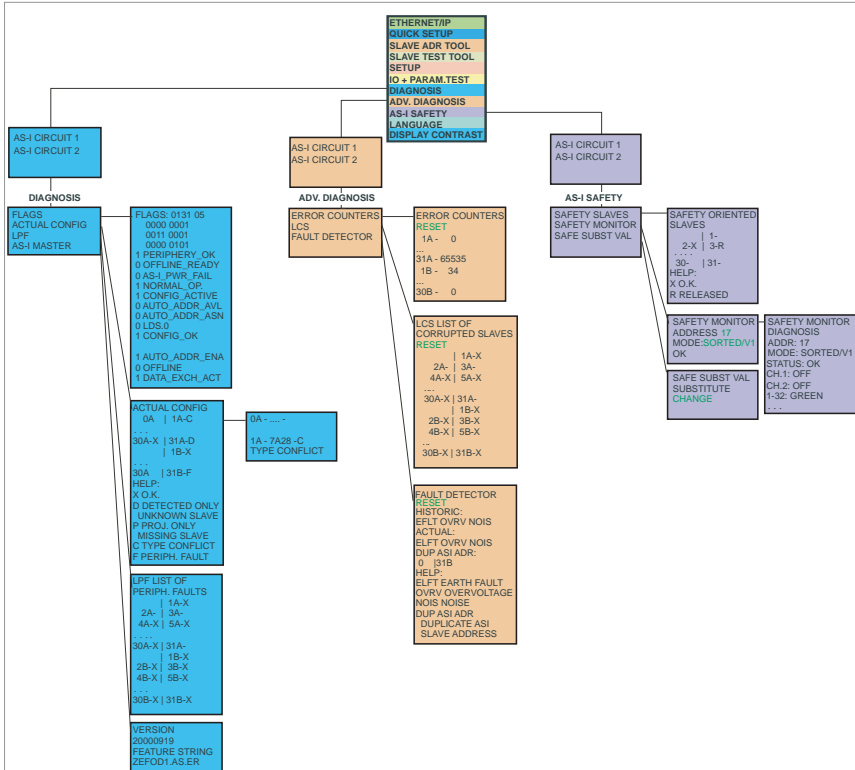 ETHERNET/IP
QUICK SETUP
SLAVE ADR TOOL
SLAVE TEST TOOL
SETUP
IO + PARAM.TEST
DIAGNOSIS
ADV. DIAGNOSIS
AS-I SAFETY
LANGUAGE
DISPLAY CONTRAST
AS-I CIRCUIT 1
AS-I CIRCUIT 2
DIAGNOSIS
FLAGS
ACTUAL CONFIG
LPF
AS-I MASTER
FLAGS: 0131 05
0000 0001
0011 0001
0000 0101
1 PERIPHERY_OK
0 OFFLINE_READY
0 AS-I_PWR_FAIL
1 NORMAL_OP.
1 CONFIG_ACTIVE
0 AUTO_ADDR_AVL
0 AUTO_ADDR_ASN
0 LDS.0
1 CONFIG_OK
1 AUTO_ADDR_ENA
0 OFFLINE
1 DATA_EXCH_ACT
ACTUAL CONFIG
0A | 1A-C
. . .
30A-X | 31A-D
| 1B-X
. . .
30A | 31B-F
HELP:
X O.K.
D DETECTED ONLY
UNKNOWN SLAVE
P PROJ. ONLY
MISSING SLAVE
C TYPE CONFLICT
F PERIPH. FAULT
0A - .... -
1A - 7A28 -C
TYPE CONFLICT
LPF LIST OF
PERIPH. FAULTS
| 1A-X
2A- | 3A-
4A-X | 5A-X
. . . .
30A-X | 31A-
| 1B-X
2B-X | 3B-X
4B-X | 5B-X
. . .
30B-X | 31B-X
VERSION
20000919
FEATURE STRING
ZEFOD1.AS.ER
AS-I CIRCUIT 1
AS-I CIRCUIT 2
ADV. DIAGNOSIS
ERROR COUNTERS
LCS
FAULT DETECTOR
ERROR COUNTERS
RESET
1A - 0
...
31A - 65535
1B - 34
...
30B - 0
LCS LIST OF
CORRUPTED SLAVES
RESET
| 1A-X
2A- | 3A-
4A-X | 5A-X
....
30A-X | 31A-
| 1B-X
2B-X | 3B-X
4B-X | 5B-X
...
30B-X | 31B-X
FAULT DETECTOR
RESET
HISTORIC:
EFLT OVRV NOIS
ACTUAL:
ELFT OVRV NOIS
DUP ASI ADR:
0 |31B
HELP:
ELFT EARTH FAULT
OVRV OVERVOLTAGE
NOIS NOISE
DUP ASI ADR
DUPLICATE ASI
SLAVE ADDRESS
AS-I CIRCUIT 1
AS-I CIRCUIT 2
AS-I SAFETY
SAFETY SLAVES
SAFETY MONITOR
SAFE SUBST VAL
SAFETY ORIENTED
SLAVES
| 1-
2-X | 3-R
. . . .
30- | 31-
HELP:
X O.K.
R RELEASED
SAFETY MONITOR
ADDRESS 17
MODE:SORTED/V1
OK
SAFETY MONITOR
DIAGNOSIS
ADDR: 17
MODE: SORTED/V1
STATUS: OK
CH.1: OFF
CH.2: OFF
1-32: GREEN
. . .
SAFE SUBST VAL
SUBSTITUTE
CHANGE